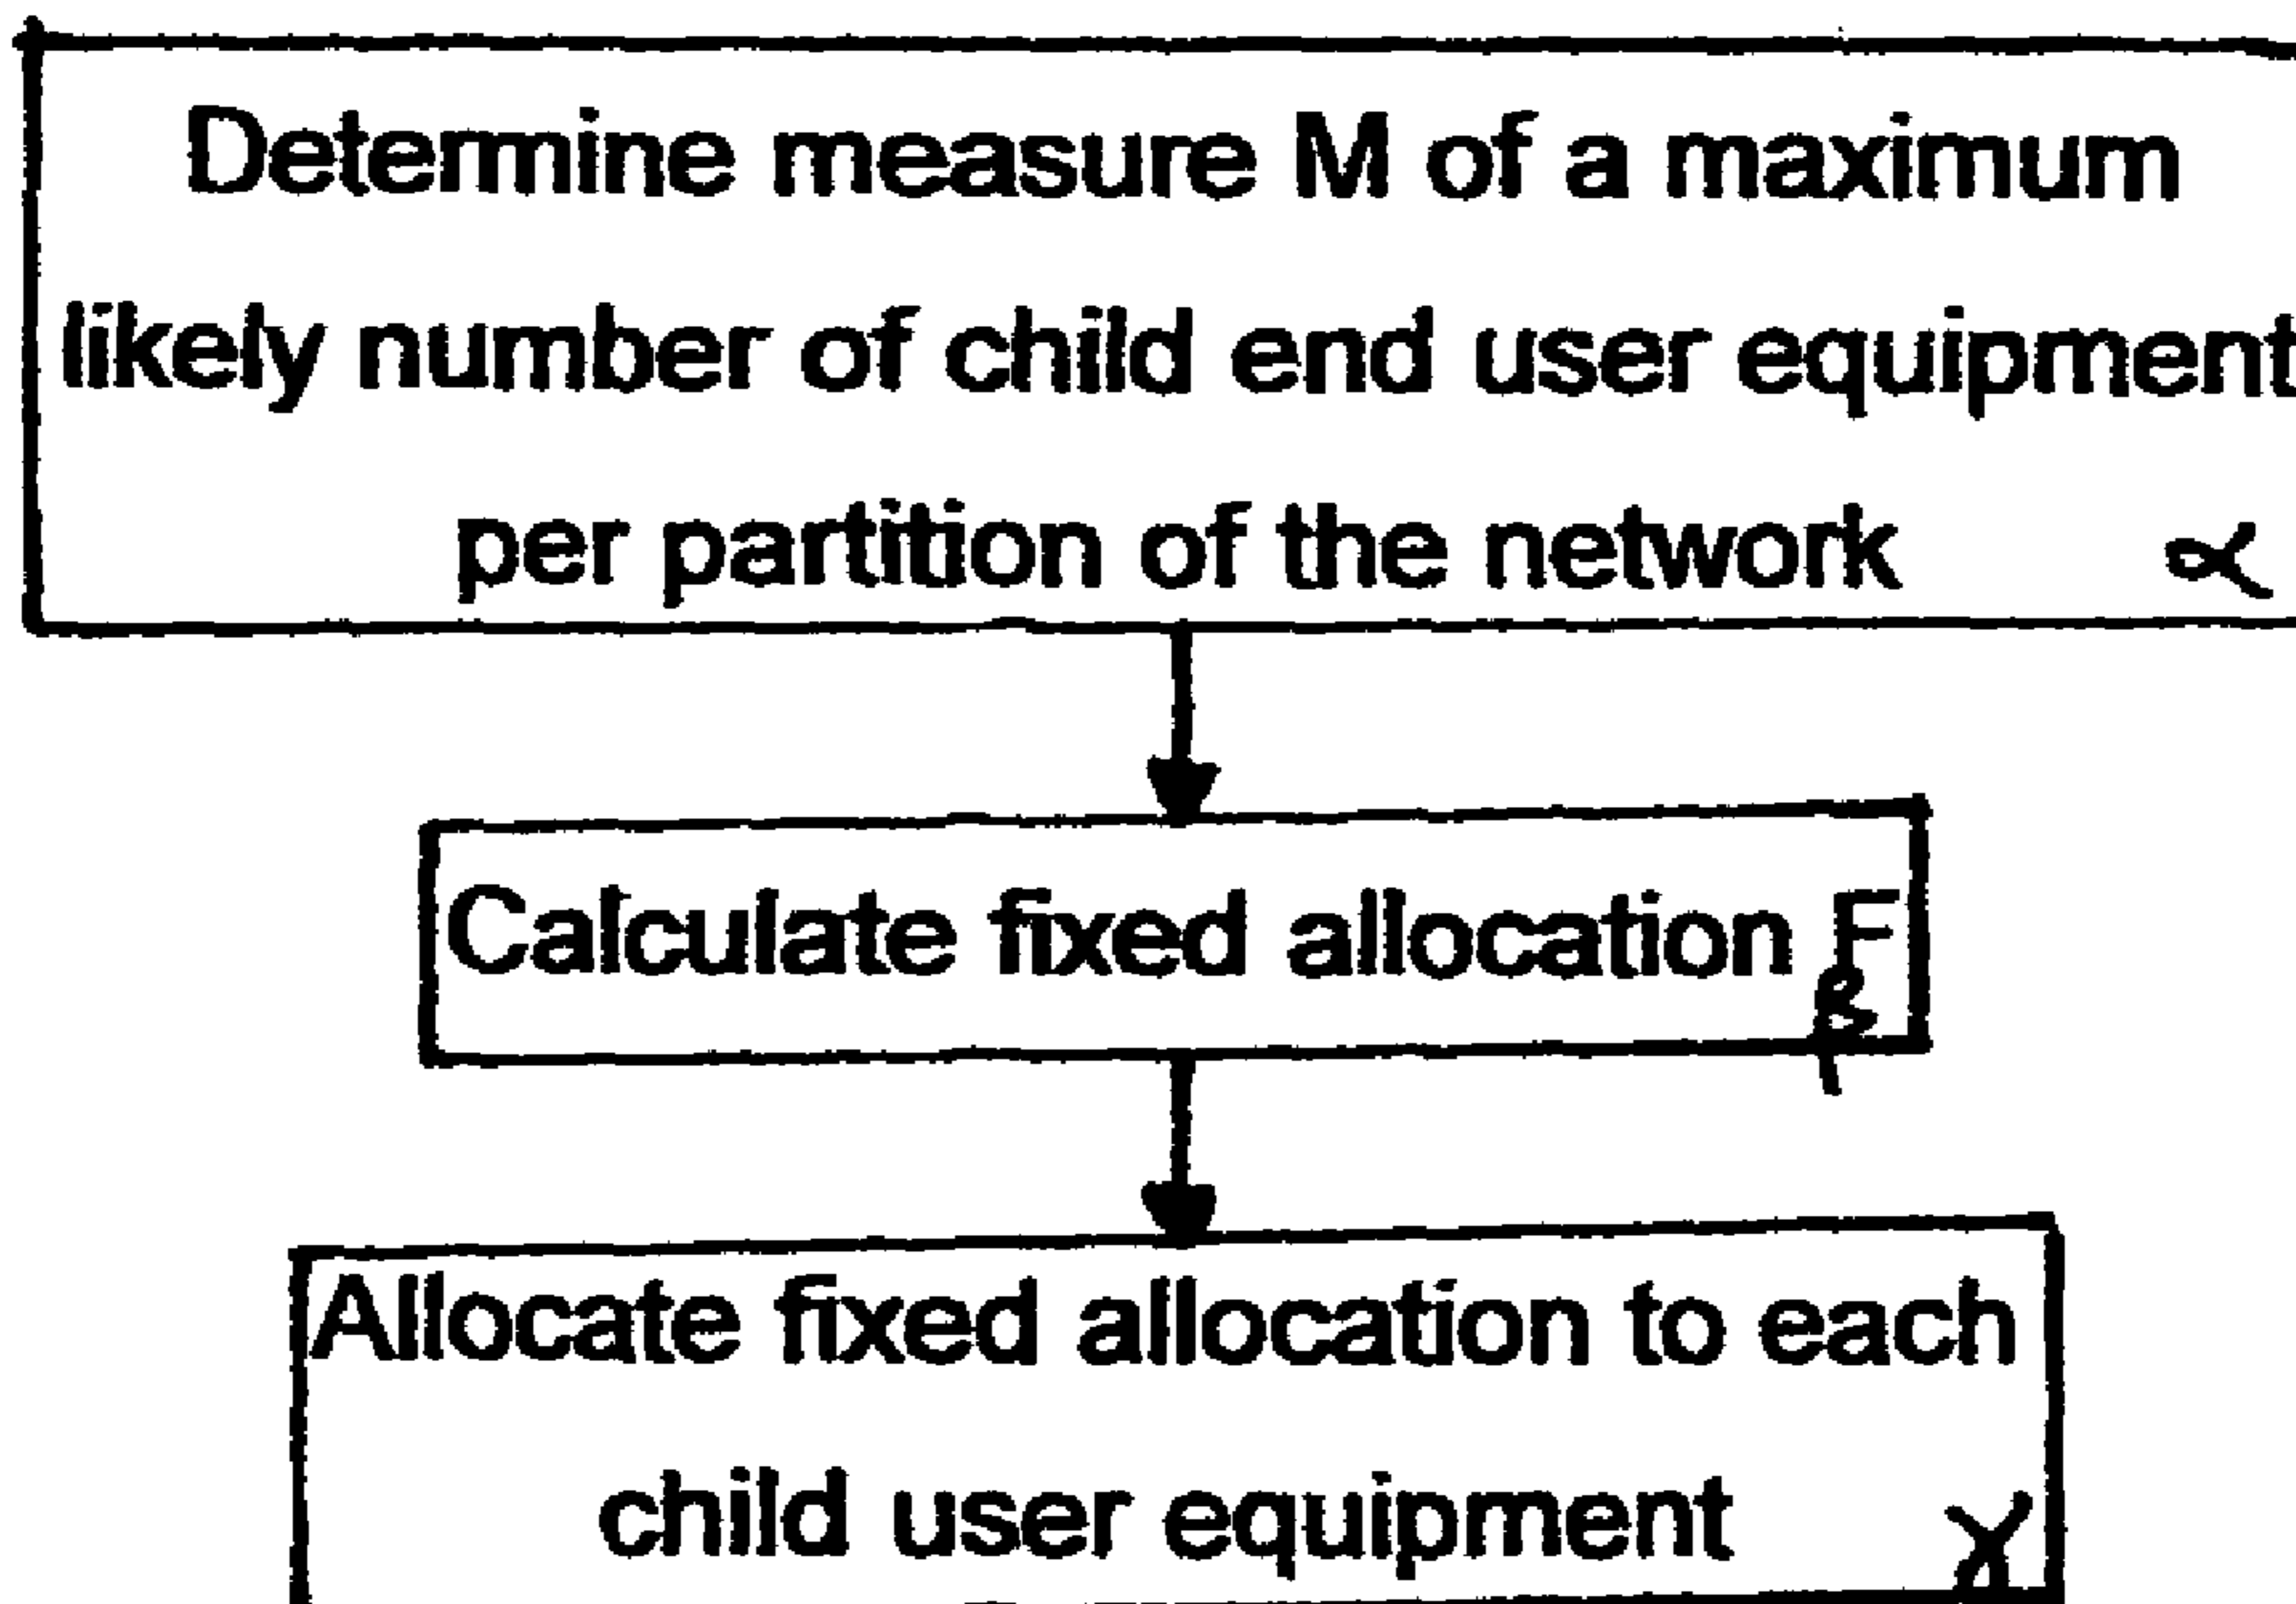 Determine measure M of a maximum
likely number of child end user equipment
per partition of the network α
Calculate fixed allocation F
β
Allocate fixed allocation to each
child user equipment γ